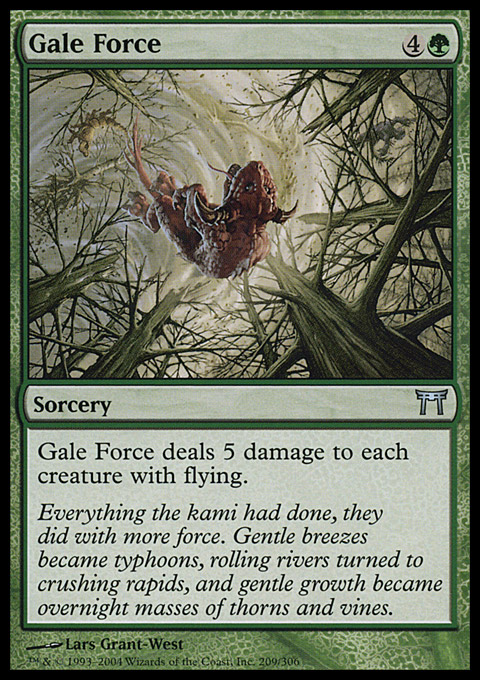 Gale Force 4
Sorcery
Gale Force deals 5 damage to each
creature with flying.
Everything the kami had done, they
did with more force. Gentle breezes
became typhoons, rolling rivers turned to
crushing rapids, and gentle growth became
overnight masses of thorns and vines.
Lars Grant-West
™ & © 1993–2004 Wizards of the Coast, Inc. 209/306